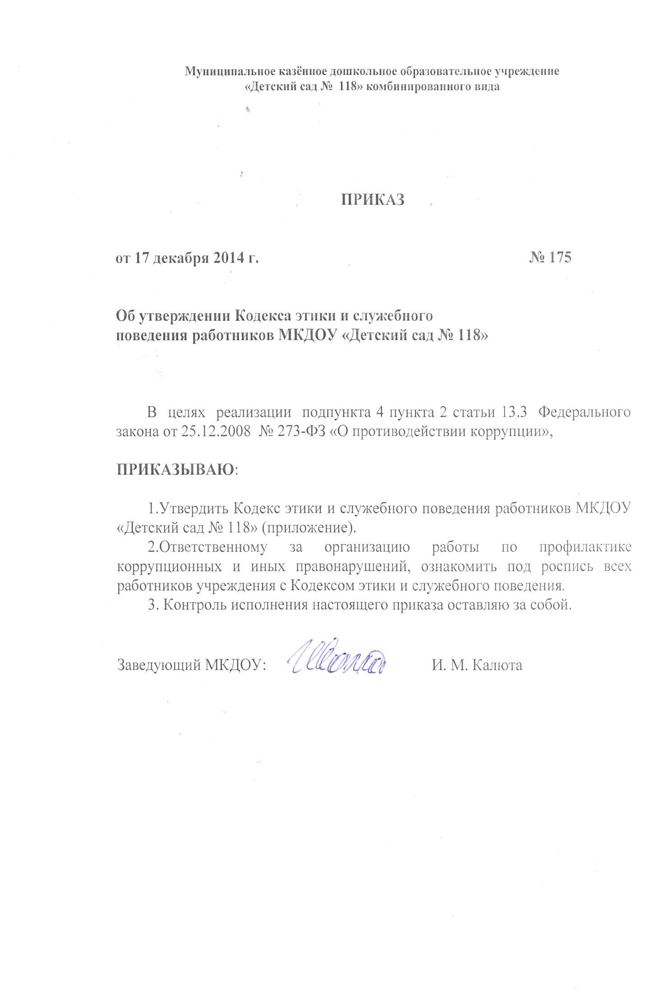 Муниципальное казённое дошкольное образовательное учреждение
«Детский сад № 118» комбинированного вида
ПРИКАЗ
от 17 декабря 2014 г. № 175
Об утверждении Кодекса этики и служебного
поведения работников МКДОУ «Детский сад № 118»
В целях реализации подпункта 4 пункта 2 статьи 13.3 Федерального
закона от 25.12.2008 № 273-ФЗ «О противодействии коррупции»,
ПРИКАЗЫВАЮ:
1.Утвердить Кодекс этики и служебного поведения работников МКДОУ
«Детский сад № 118» (приложение).
2.Ответственному за организацию работы по профилактике
коррупционных и иных правонарушений, ознакомить под роспись всех
работников учреждения с Кодексом этики и служебного поведения.
3. Контроль исполнения настоящего приказа оставляю за собой.
Заведующий МКДОУ: И. М. Калюта